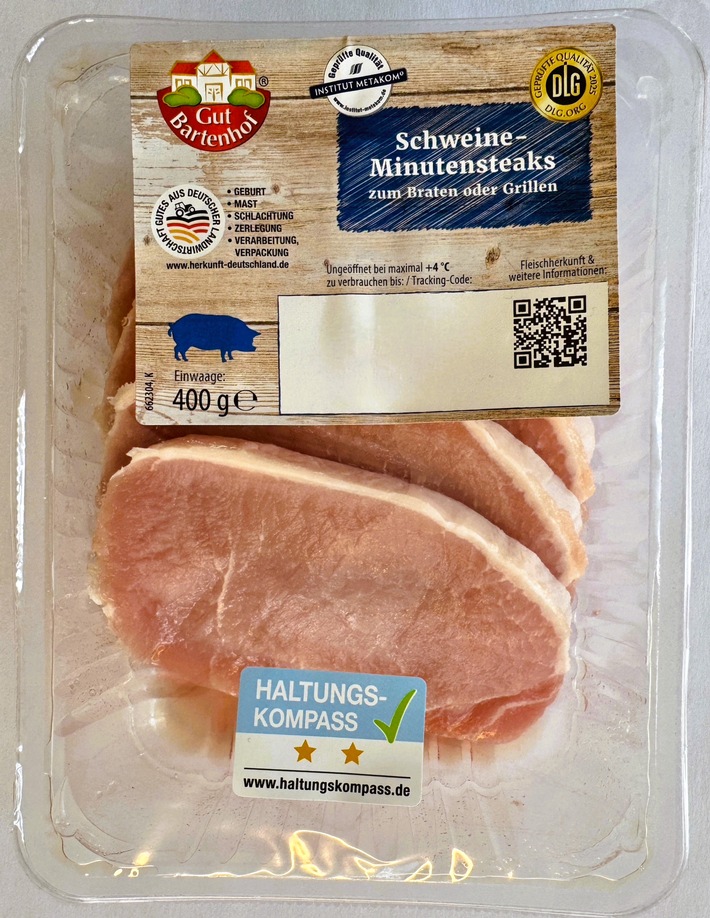 Gut
Bartenhof
®
Geprüfte Qualität
INSTITUT METAKOM®
www.institut-metakom.de
GEPRÜFTE QUALITÄT 2025
DLG
DLG.ORG
Schweine-
Minutensteaks
zum Braten oder Grillen
GUTES AUS DEUTSCHER LANDWIRTSCHAFT
• GEBURT
• MAST
• SCHLACHTUNG
• ZERLEGUNG
• VERARBEITUNG,
VERPACKUNG
www.herkunft-deutschland.de
Ungeöffnet bei maximal +4 °C
zu verbrauchen bis: / Tracking-Code:
Fleischherkunft &
weitere Informationen:
Einwaage:
400 g ℮
662304, K
HALTUNGS-
KOMPASS
www.haltungskompass.de